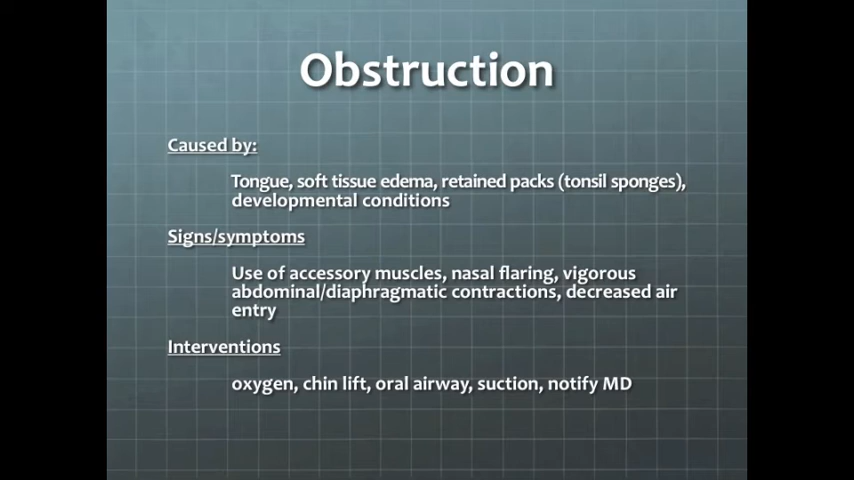 Obstruction
Caused by:
Tongue, soft tissue edema, retained packs (tonsil sponges),
developmental conditions
Signs/symptoms
Use of accessory muscles, nasal flaring, vigorous
abdominal/diaphragmatic contractions, decreased air
entry
Interventions
oxygen, chin lift, oral airway, suction, notify MD